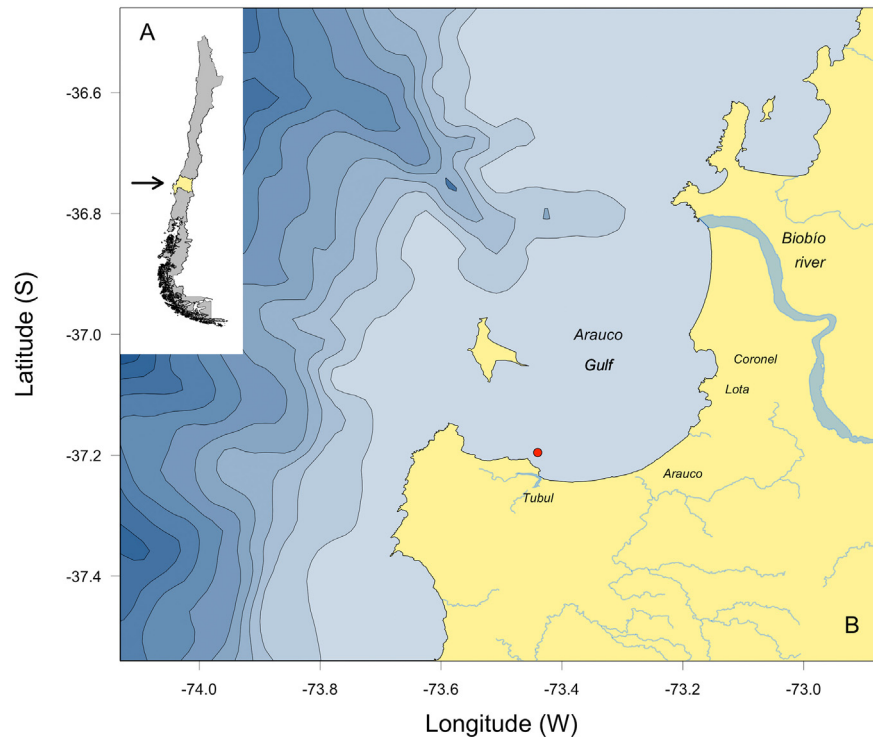 A
-36.6
-36.8
-37.0
-37.2
-37.4
Latitude (S)
Biobío
river
Arauco
Gulf
Coronel
Lota
Arauco
Tubul
B
-74.0
-73.8
-73.6
-73.4
-73.2
-73.0
Longitude (W)